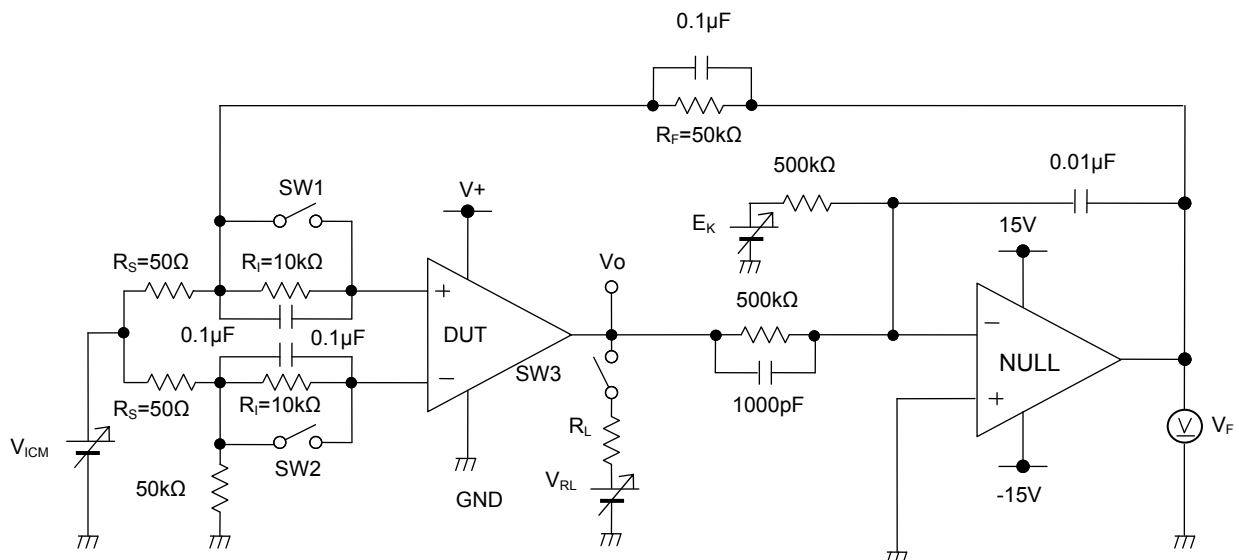 0.1µF
R_F=50kΩ
500kΩ
0.01µF
SW1
V+
E_K
15V
R_S=50Ω
R_I=10kΩ
Vo
500kΩ
0.1µF
0.1µF
+
DUT
−
SW3
−
NULL
+
R_S=50Ω
R_I=10kΩ
1000pF
R_L
V
V_F
V_ICM
SW2
V_RL
50kΩ
GND
-15V